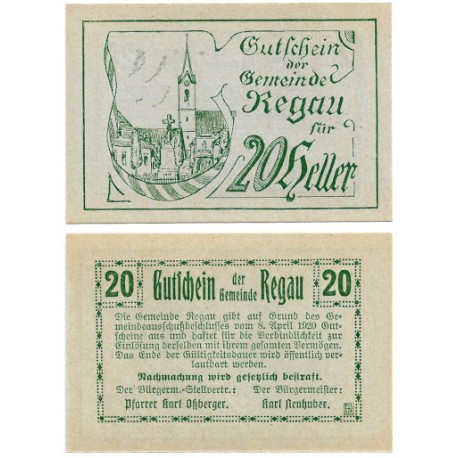 Gutschein
der
Gemeinde
Regau
für
20 Heller
20 Gutschein der Gemeinde Regau 20
Die Gemeinde Regau gibt auf Grund des Ge-
meindeausschußbeschlusses vom 8. April 1920 Gut-
scheine aus und haftet für die Verbindlichkeit zur
Einlösung derselben mit ihrem gesamten Vermögen.
Das Ende der Gültigkeitsdauer wird öffentlich ver-
lautbart werden.
Nachmachung wird gesetzlich bestraft.
Der Bürgerm.-Stellvertr.: Der Bürgermeister:
Pfarrer Karl Oßberger. Karl Neuhuber.